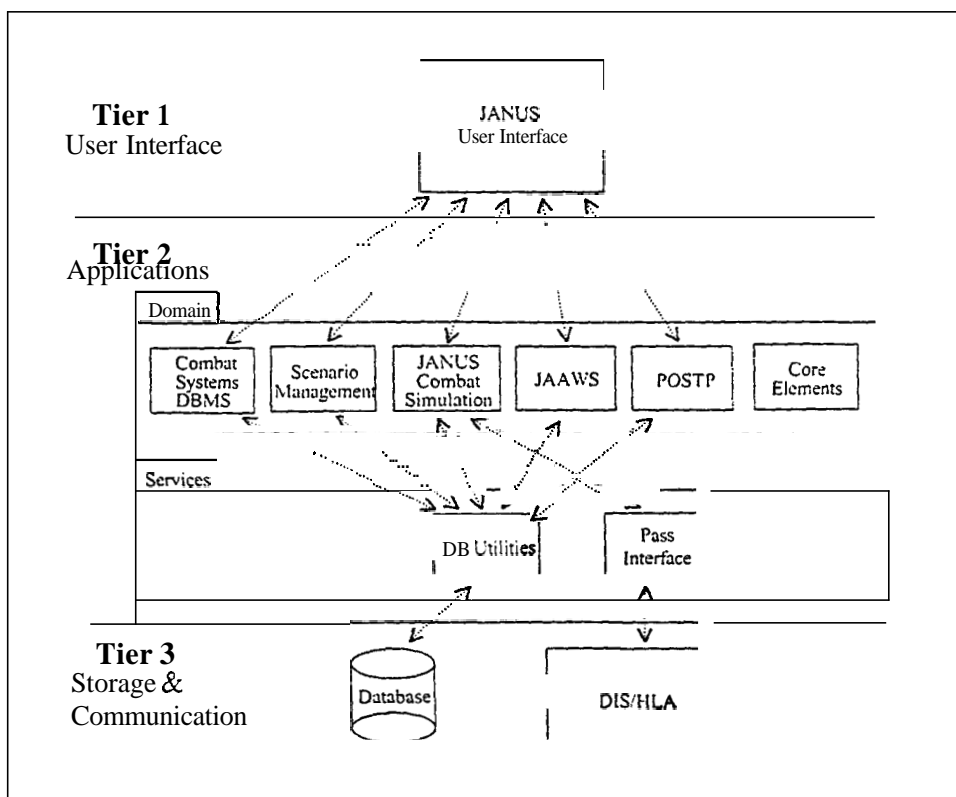 Tier 1
User Interface
JANUS
User Interface
Tier 2
Applications
Domain
Combat
Systems
DBMS
Scenario
Management
JANUS
Combat
Simulation
JAAWS
POSTP
Core
Elements
Services
DB Utilities
Pass
Interface
Tier 3
Storage &
Communication
Database
DIS/HLA